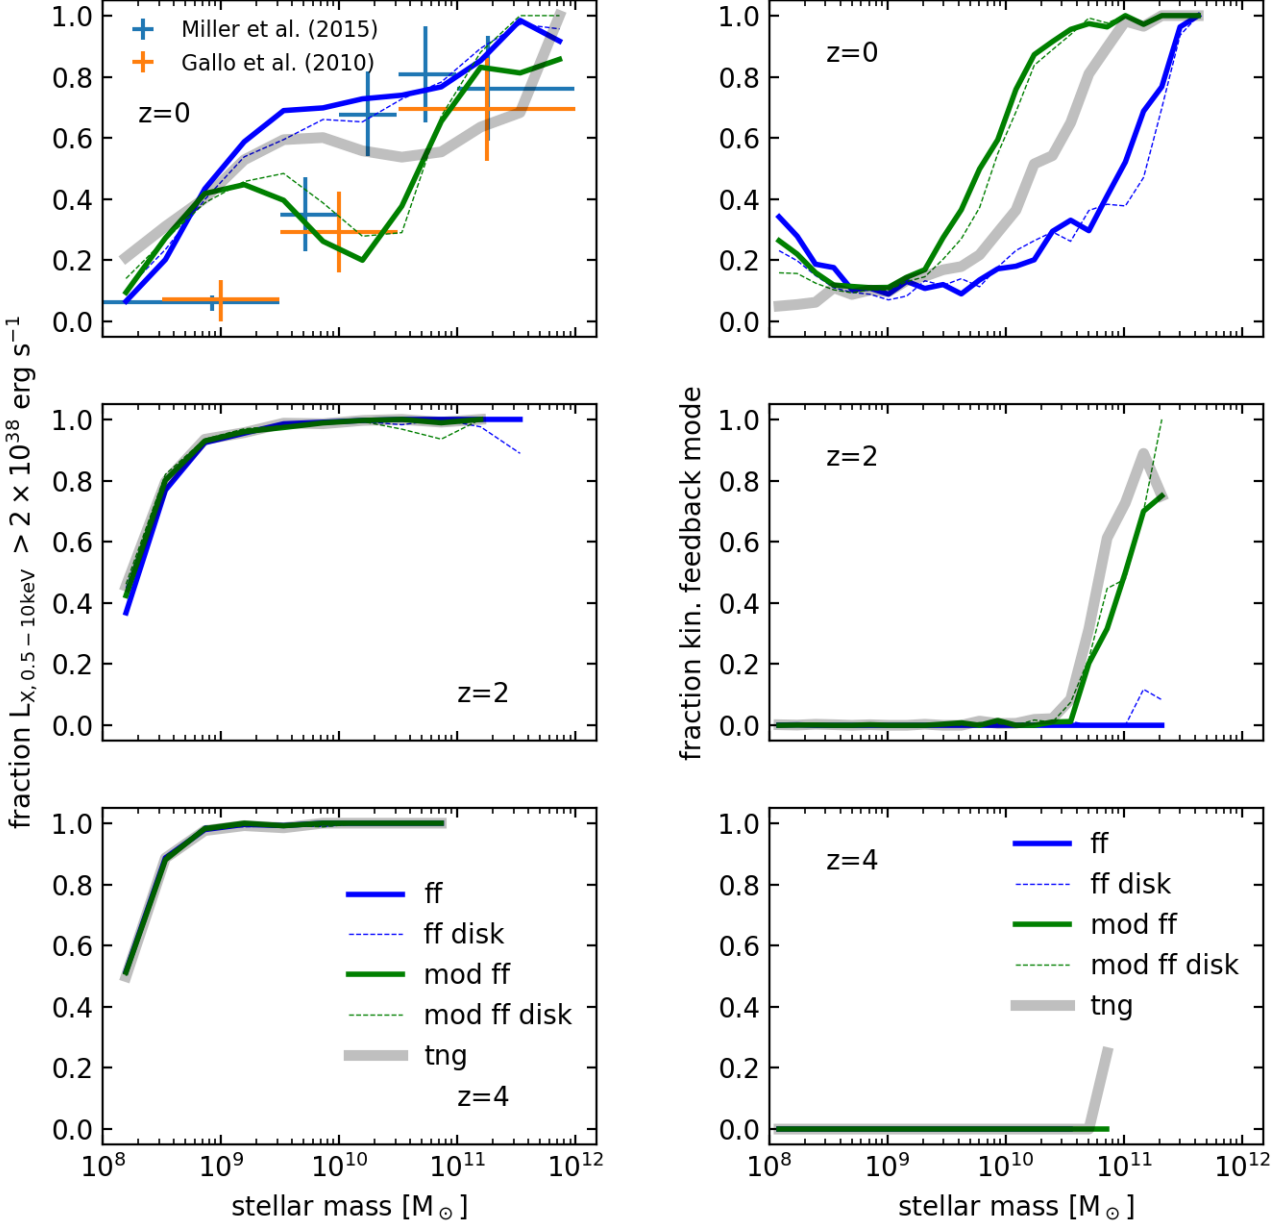 fraction L_X, 0.5 − 10keV > 2 × 10^38 erg s^−1
1.0
0.8
0.6
0.4
0.2
0.0
Miller et al. (2015)
Gallo et al. (2010)
z=0
1.0
0.8
0.6
0.4
0.2
0.0
z=2
1.0
0.8
0.6
0.4
0.2
0.0
ff
ff disk
mod ff
mod ff disk
tng
z=4
10^8 10^9 10^10 10^11 10^12
stellar mass [M_⊙]
fraction kin. feedback mode
1.0
0.8
0.6
0.4
0.2
0.0
z=0
1.0
0.8
0.6
0.4
0.2
0.0
z=2
1.0
0.8
0.6
0.4
0.2
0.0
z=4
ff
ff disk
mod ff
mod ff disk
tng
10^8 10^9 10^10 10^11 10^12
stellar mass [M_⊙]